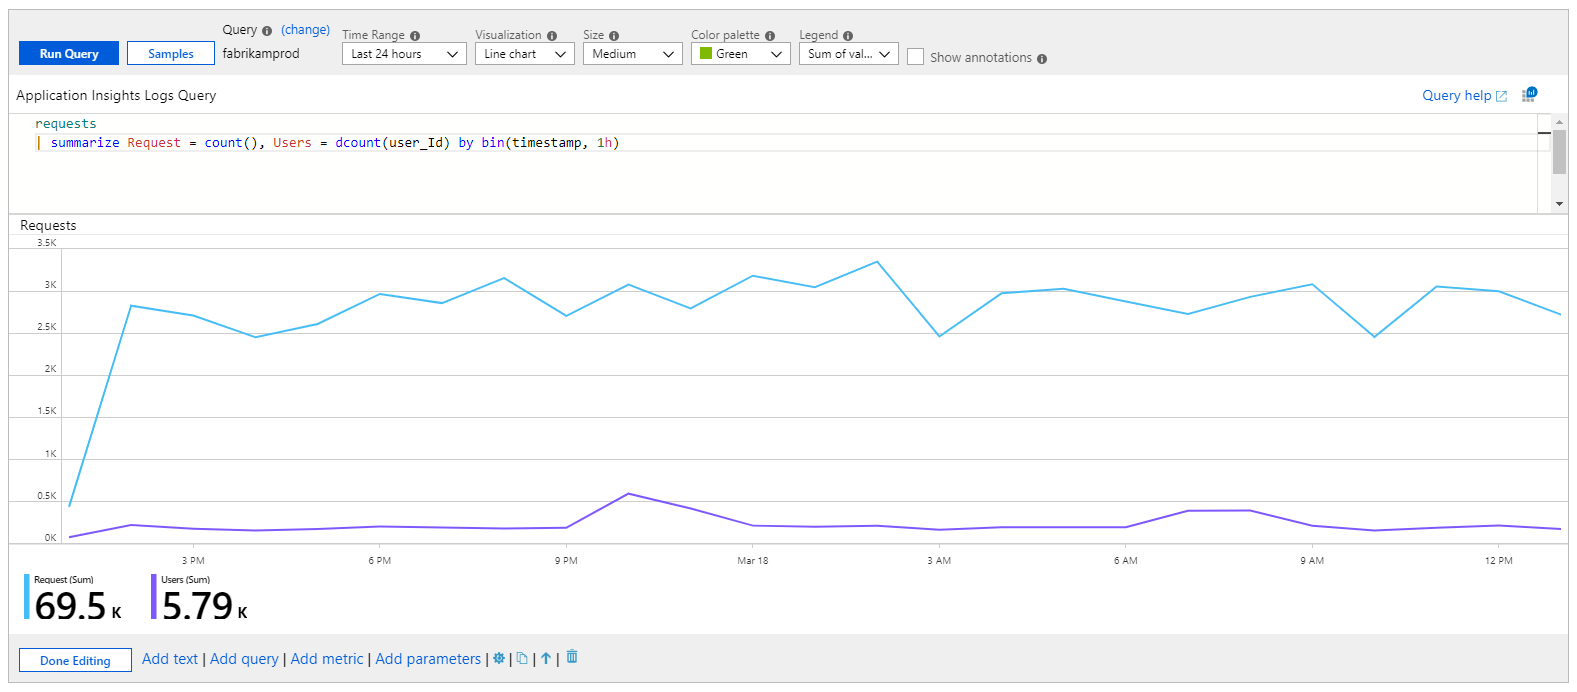 Query (change)
Time Range
Visualization
Size
Color palette
Legend
Run Query
Samples
fabrikamprod
Last 24 hours
Line chart
Medium
Green
Sum of val...
Show annotations
Application Insights Logs Query
Query help
requests
| summarize Request = count(), Users = dcount(user_Id) by bin(timestamp, 1h)
Requests
3.5K
3K
2.5K
2K
1.5K
1K
0.5K
0K
3 PM 6 PM 9 PM Mar 18 3 AM 6 AM 9 AM 12 PM
Request (Sum)
69.5 K
Users (Sum)
5.79 K
Done Editing
Add text | Add query | Add metric | Add parameters | | | |